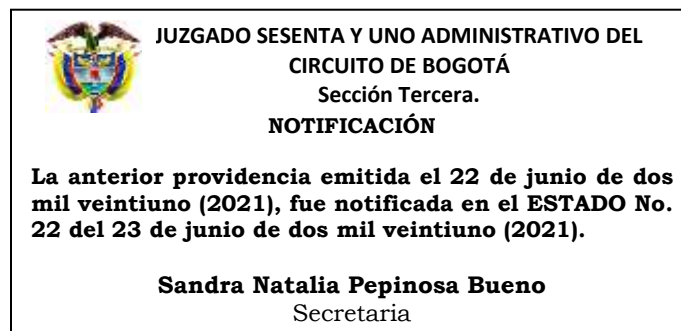 JUZGADO SESENTA Y UNO ADMINISTRATIVO DEL
CIRCUITO DE BOGOTÁ
Sección Tercera.
NOTIFICACIÓN
La anterior providencia emitida el 22 de junio de dos
mil veintiuno (2021), fue notificada en el ESTADO No.
22 del 23 de junio de dos mil veintiuno (2021).
Sandra Natalia Pepinosa Bueno
Secretaria